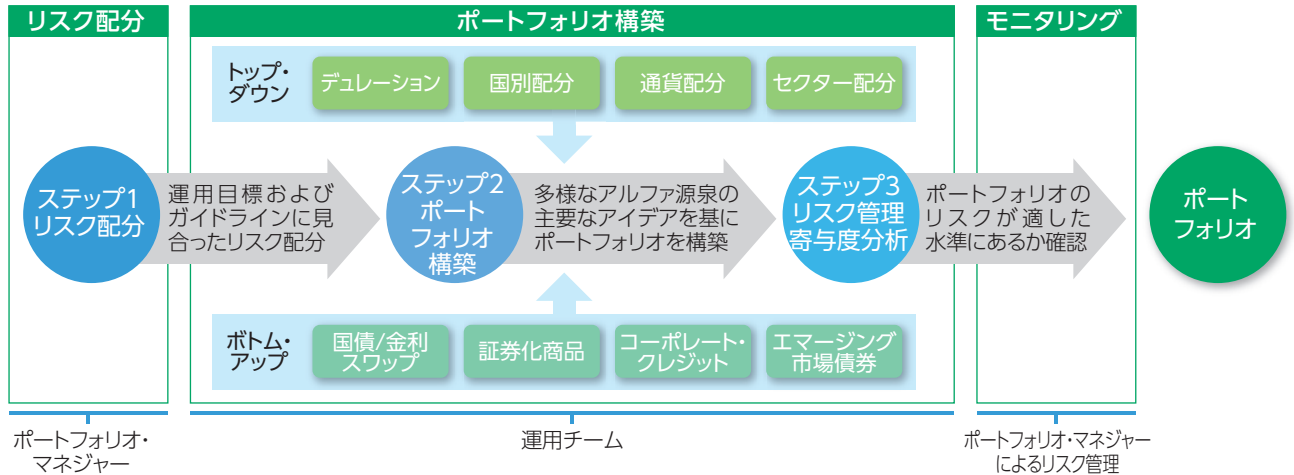 リスク配分
ポートフォリオ構築
モニタリング
トップ・
ダウン
デュレーション
国別配分
通貨配分
セクター配分
ステップ1
リスク配分
運用目標および
ガイドラインに見
合ったリスク配分
ステップ2
ポート
フォリオ
構築
多様なアルファ源泉の
主要なアイデアを基に
ポートフォリオを構築
ステップ3
リスク管理
寄与度分析
ポートフォリオの
リスクが適した
水準にあるか確認
ポート
フォリオ
ボトム・
アップ
国債/金利
スワップ
証券化商品
コーポレート・
クレジット
エマージング
市場債券
ポートフォリオ・
マネジャー
運用チーム
ポートフォリオ・マネジャー
によるリスク管理